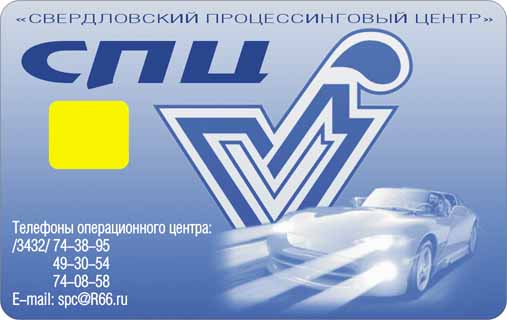 «СВЕРДЛОВСКИЙ ПРОЦЕССИНГОВЫЙ ЦЕНТР»
СПЦ
Телефоны операционного центра:
/3432/ 74-38-95
49-30-54
74-08-58
E-mail: spc@R66.ru